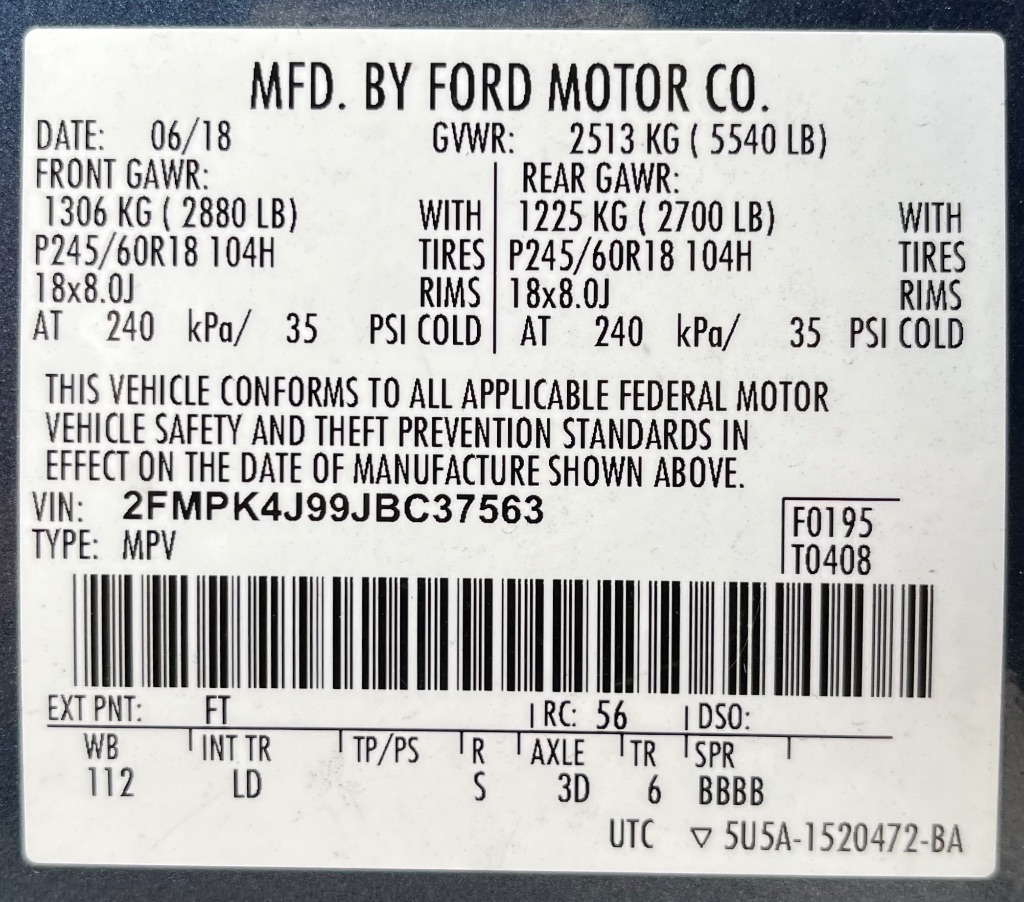 MFD. BY FORD MOTOR CO.
DATE: 06/18 GVWR: 2513 KG ( 5540 LB)
FRONT GAWR: REAR GAWR:
1306 KG ( 2880 LB) WITH 1225 KG ( 2700 LB) WITH
P245/60R18 104H TIRES P245/60R18 104H TIRES
18x8.0J RIMS 18x8.0J RIMS
AT 240 kPa/ 35 PSI COLD AT 240 kPa/ 35 PSI COLD
THIS VEHICLE CONFORMS TO ALL APPLICABLE FEDERAL MOTOR
VEHICLE SAFETY AND THEFT PREVENTION STANDARDS IN
EFFECT ON THE DATE OF MANUFACTURE SHOWN ABOVE.
VIN: 2FMPK4J99JBC37563
F0195
TYPE: MPV
T0408
EXT PNT: FT RC: 56 DSO:
WB INT TR TP/PS R AXLE TR SPR
112 LD S 3D 6 BBBB
UTC ▽ 5U5A-1520472-BA